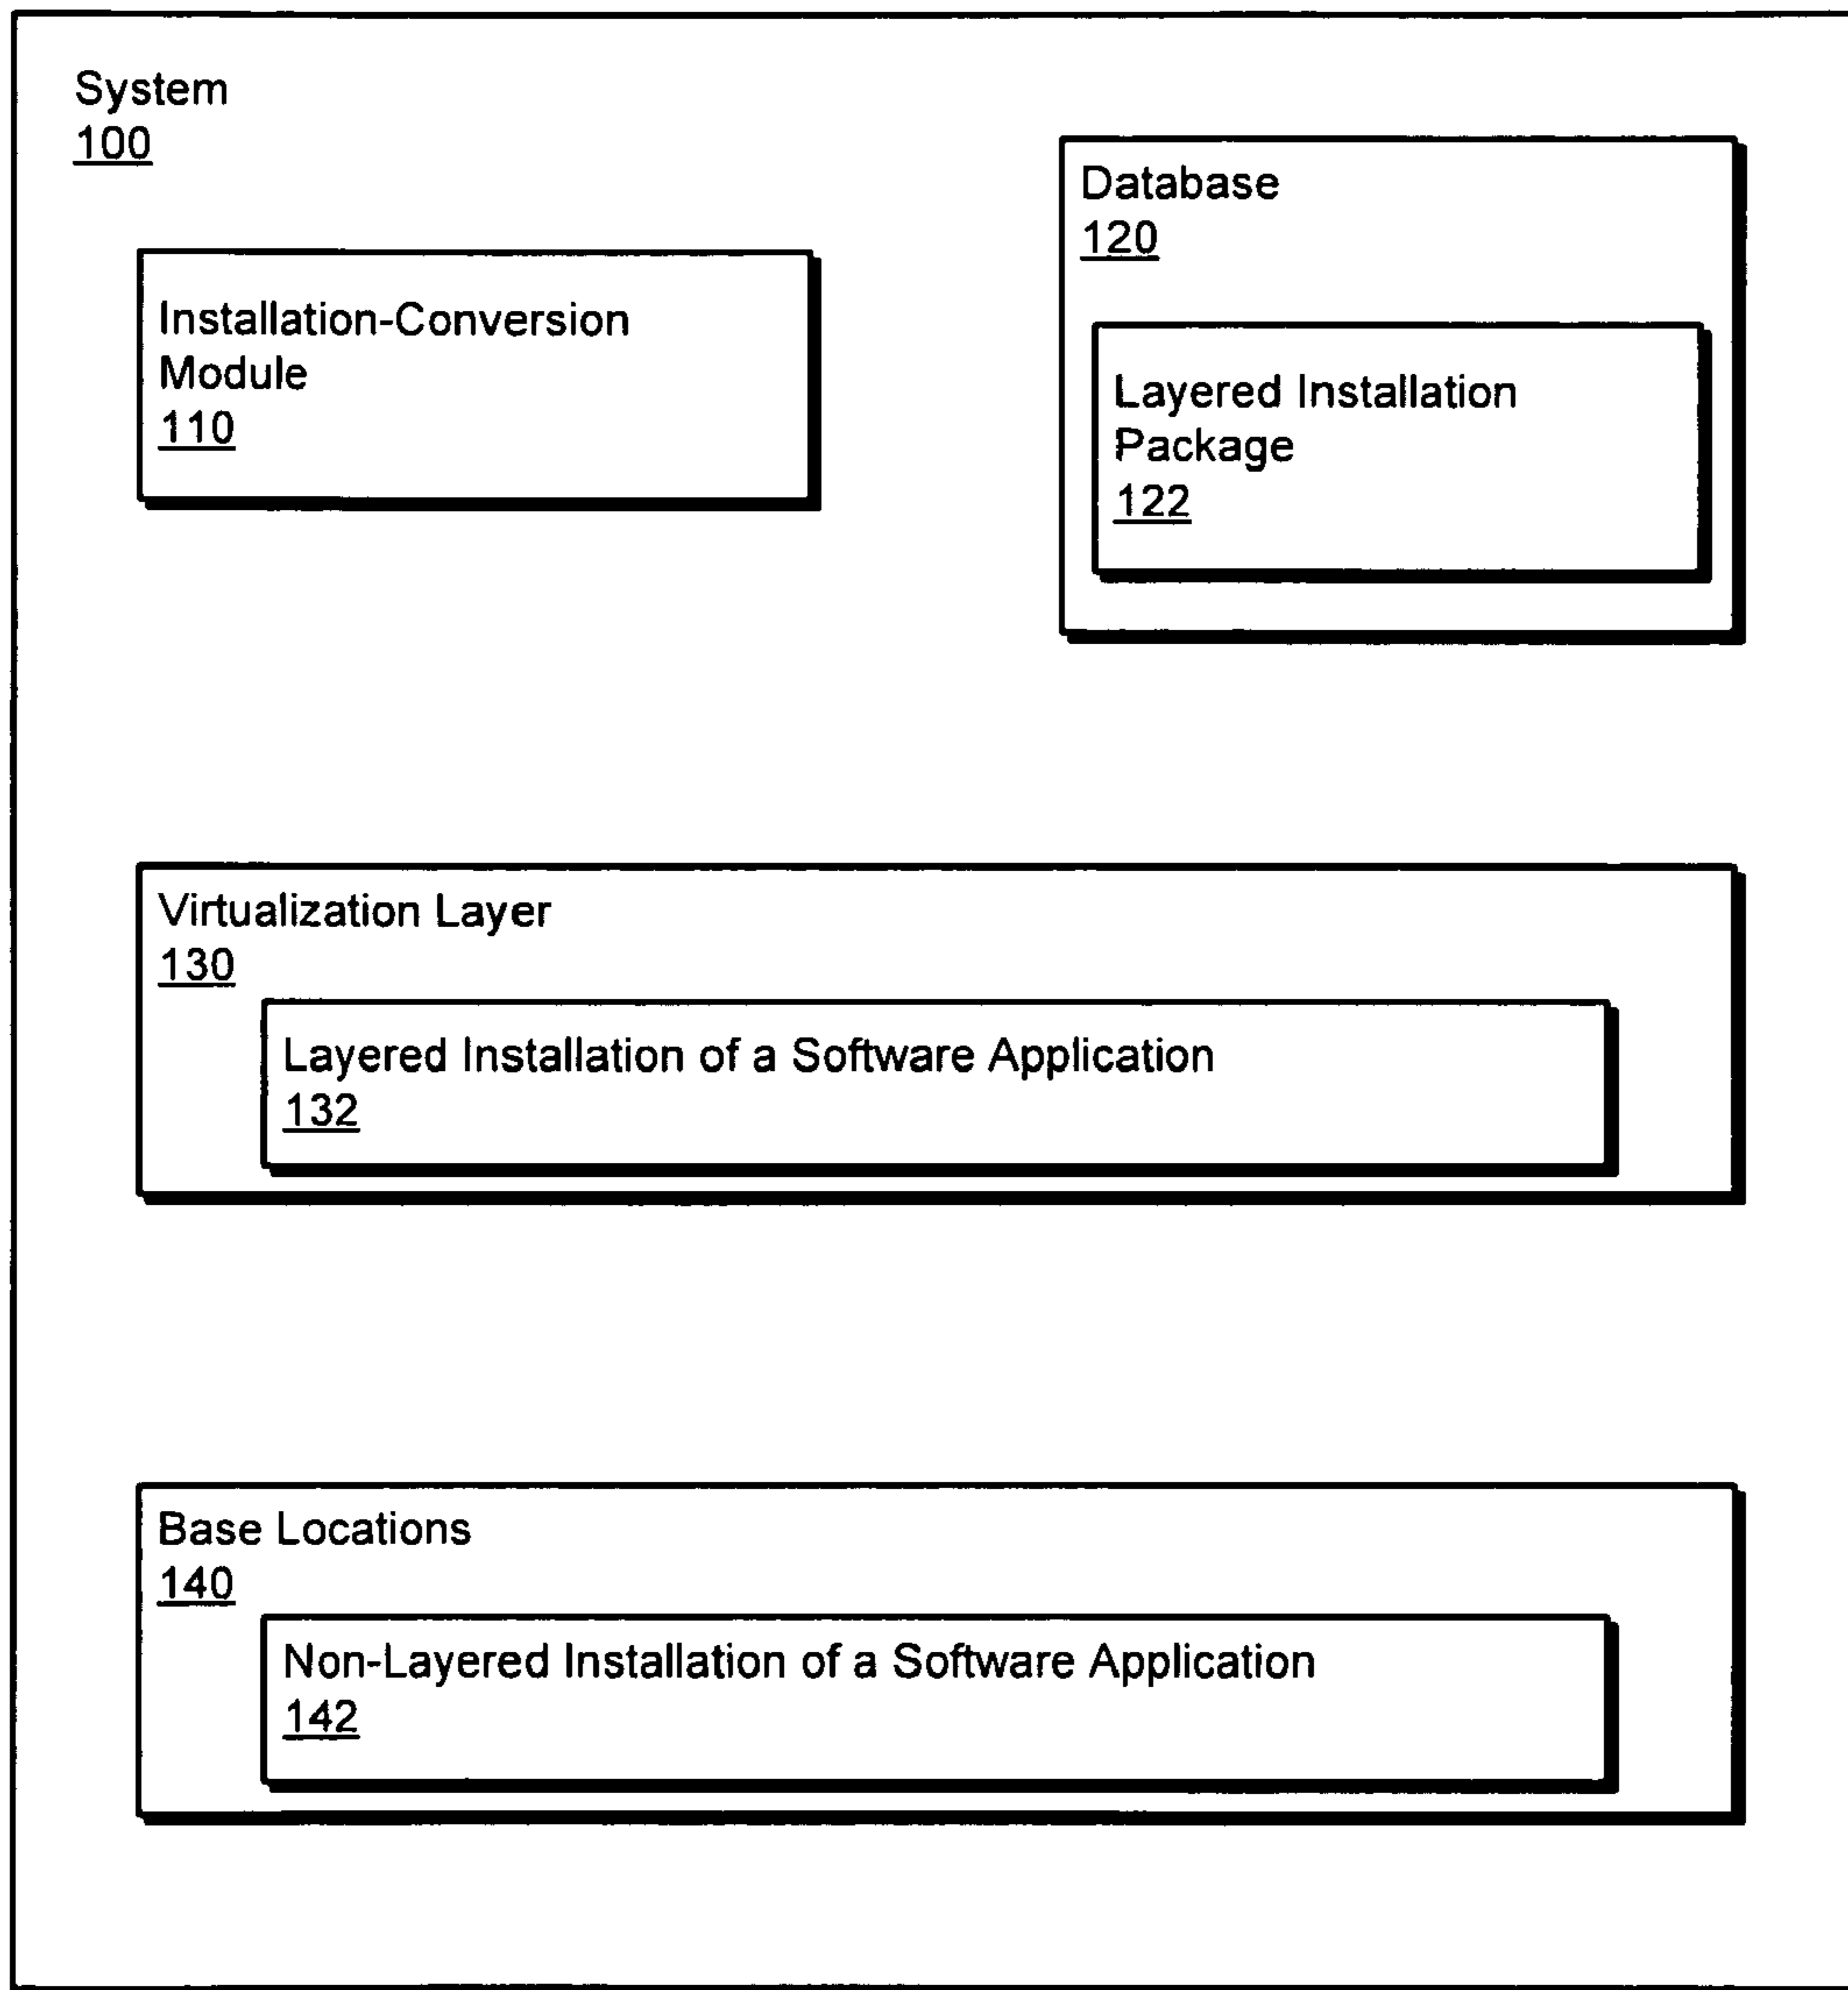 System
100
Installation-Conversion
Module
110
Database
120
Layered Installation
Package
122
Virtualization Layer
130
Layered Installation of a Software Application
132
Base Locations
140
Non-Layered Installation of a Software Application
142